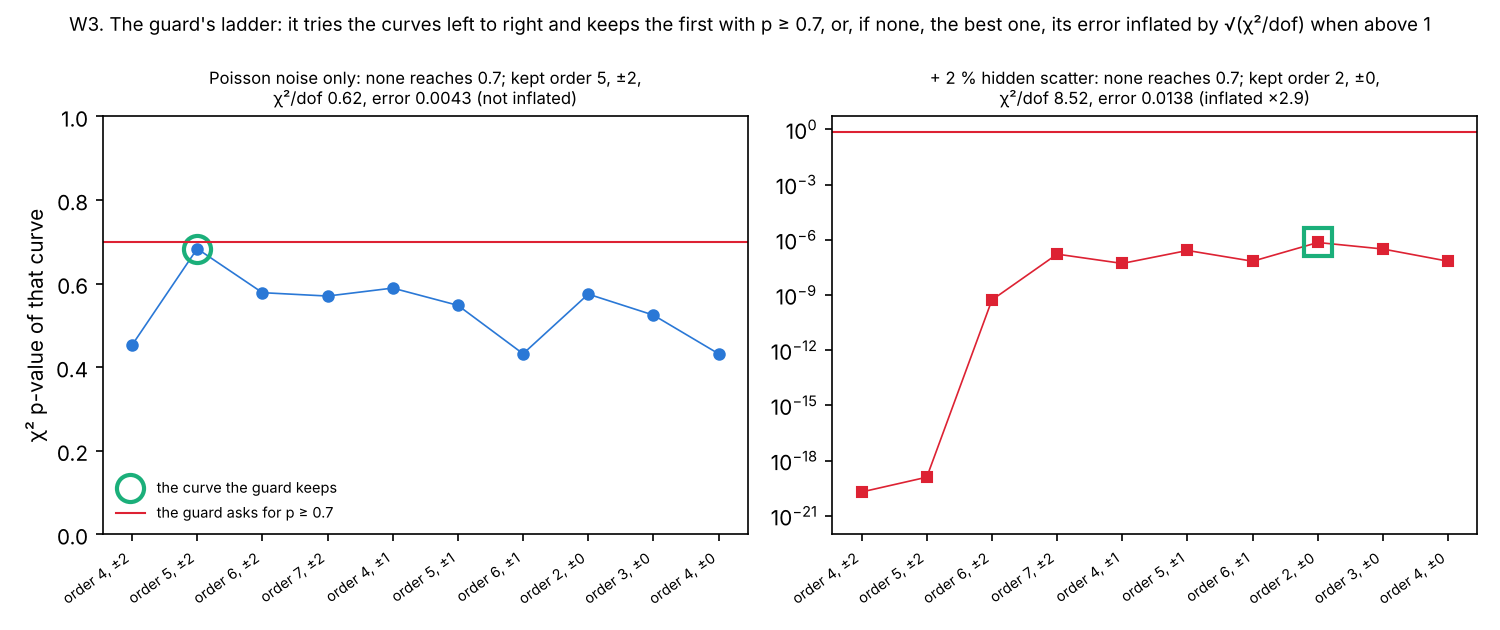 W3. The guard's ladder: it tries the curves left to right and keeps the first with p ≥ 0.7, or, if none, the best one, its error inflated by √(χ²/dof) when above 1
Poisson noise only: none reaches 0.7; kept order 5, ±2,
χ²/dof 0.62, error 0.0043 (not inflated)
χ² p-value of that curve
1.0
0.8
0.6
0.4
0.2
0.0
the curve the guard keeps
the guard asks for p ≥ 0.7
order 4, ±2
order 5, ±2
order 6, ±2
order 7, ±2
order 4, ±1
order 5, ±1
order 6, ±1
order 2, ±0
order 3, ±0
order 4, ±0
+ 2 % hidden scatter: none reaches 0.7; kept order 2, ±0,
χ²/dof 8.52, error 0.0138 (inflated ×2.9)
10⁰
10⁻³
10⁻⁶
10⁻⁹
10⁻¹²
10⁻¹⁵
10⁻¹⁸
10⁻²¹
order 4, ±2
order 5, ±2
order 6, ±2
order 7, ±2
order 4, ±1
order 5, ±1
order 6, ±1
order 2, ±0
order 3, ±0
order 4, ±0